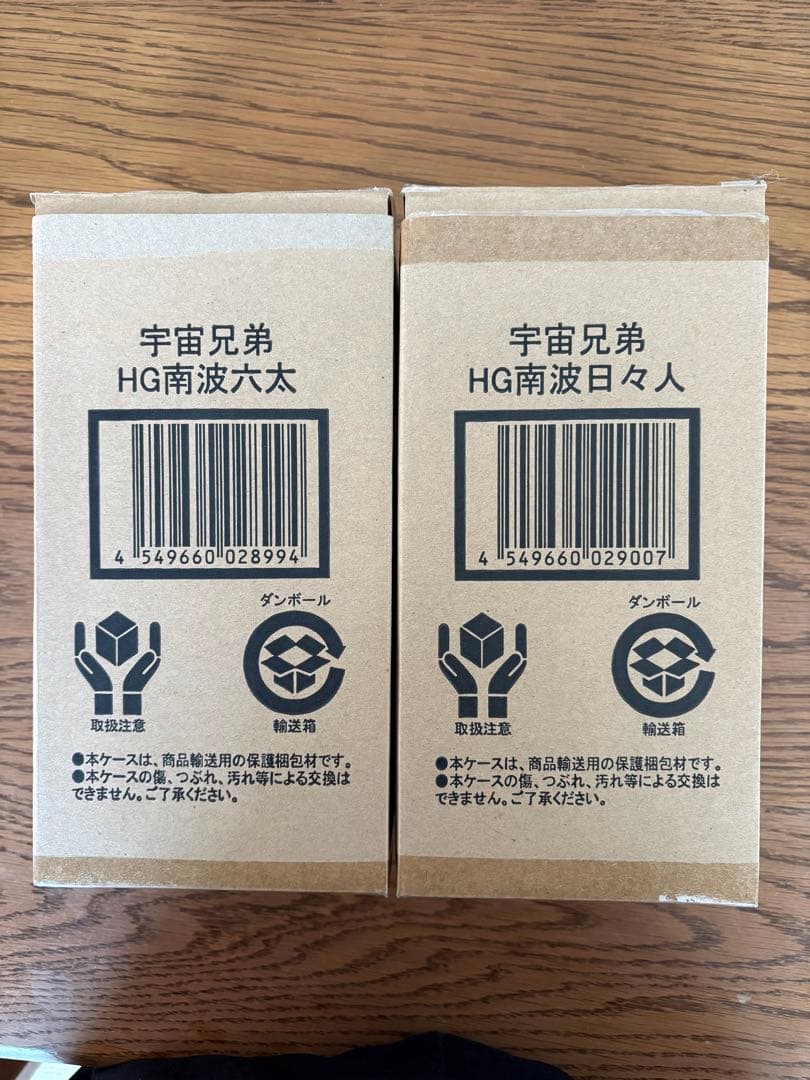 宇宙兄弟
HG南波六太
4 549660 028994
ダンボール
取扱注意
輸送箱
●本ケースは、商品輸送用の保護梱包材です。
●本ケースの傷、つぶれ、汚れ等による交換は
できません。ご了承ください。
宇宙兄弟
HG南波日々人
4 549660 029007
ダンボール
取扱注意
輸送箱
●本ケースは、商品輸送用の保護梱包材です。
●本ケースの傷、つぶれ、汚れ等による交換は
できません。ご了承ください。